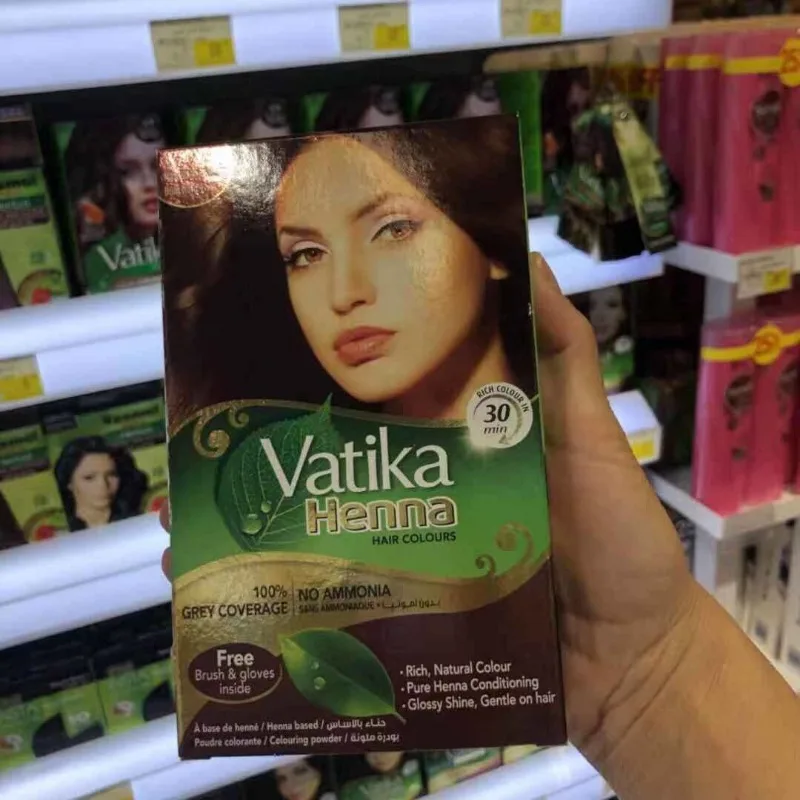 RICH COLOUR IN
30
min
Vatika
Henna
HAIR COLOURS
100%
GREY COVERAGE
NO AMMONIA
SANS AMMONIAQUE • بدون أمونيا
Free
Brush & gloves
inside
• Rich, Natural Colour
• Pure Henna Conditioning
• Glossy Shine, Gentle on hair
À base de henné / Henna based / حناء بالاساس
Poudre colorante / Colouring powder / بودرة ملونة
Vati